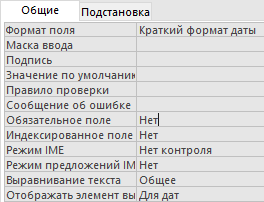 Общие Подстановка
Формат поля Краткий формат даты
Маска ввода
Подпись
Значение по умолчани
Правило проверки
Сообщение об ошибке
Обязательное поле Нет
Индексированное поле Нет
Режим IME Нет контроля
Режим предложений IM Нет
Выравнивание текста Общее
Отображать элемент вы Для дат